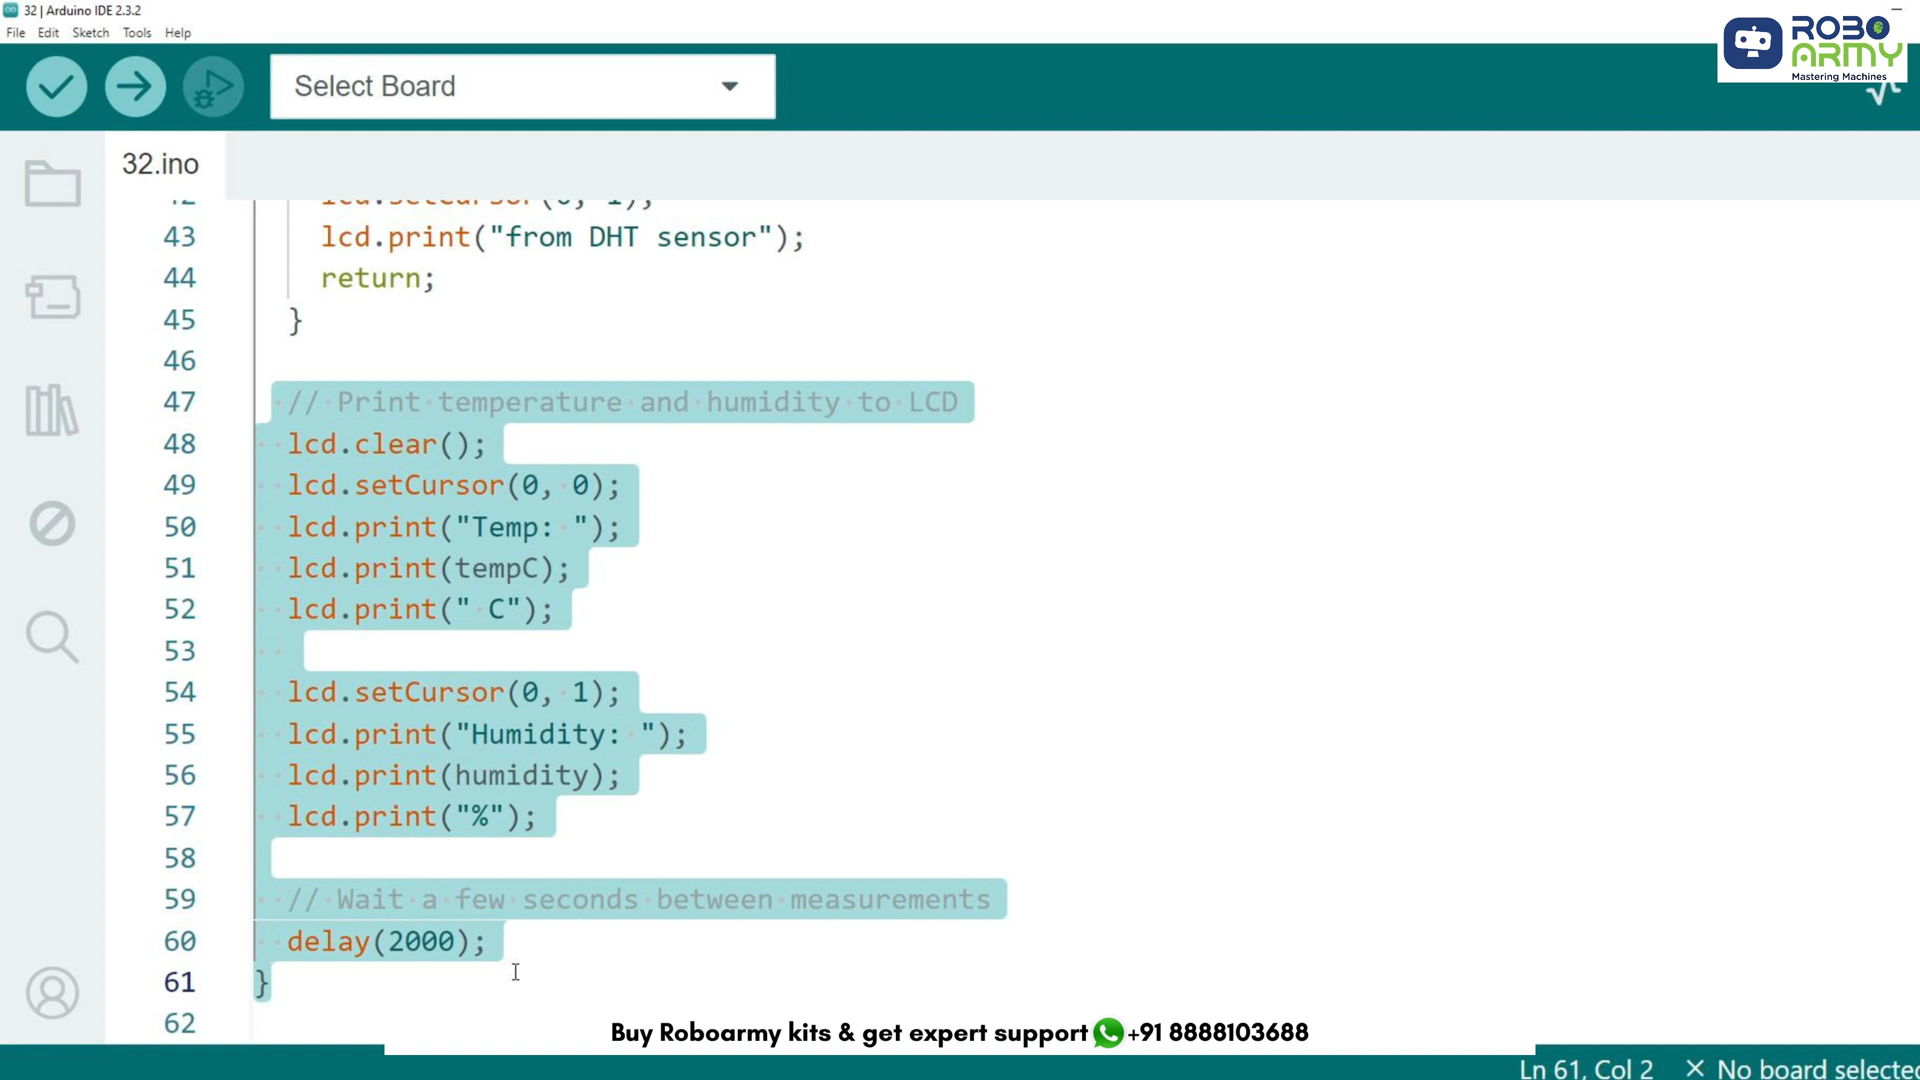 32 | Arduino IDE 2.3.2
File Edit Sketch Tools Help
ROBO
ARMY
Mastering Machines
Select Board
32.ino
42 lcd.setCursor(0, 1);
43 lcd.print("from DHT sensor");
44 return;
45 }
46
47 // Print temperature and humidity to LCD
48 lcd.clear();
49 lcd.setCursor(0, 0);
50 lcd.print("Temp: ");
51 lcd.print(tempC);
52 lcd.print(" C");
53
54 lcd.setCursor(0, 1);
55 lcd.print("Humidity: ");
56 lcd.print(humidity);
57 lcd.print("%");
58
59 // Wait a few seconds between measurements
60 delay(2000);
61 }
62
Buy Roboarmy kits & get expert support +91 8888103688
Ln 61, Col 2 × No board selected